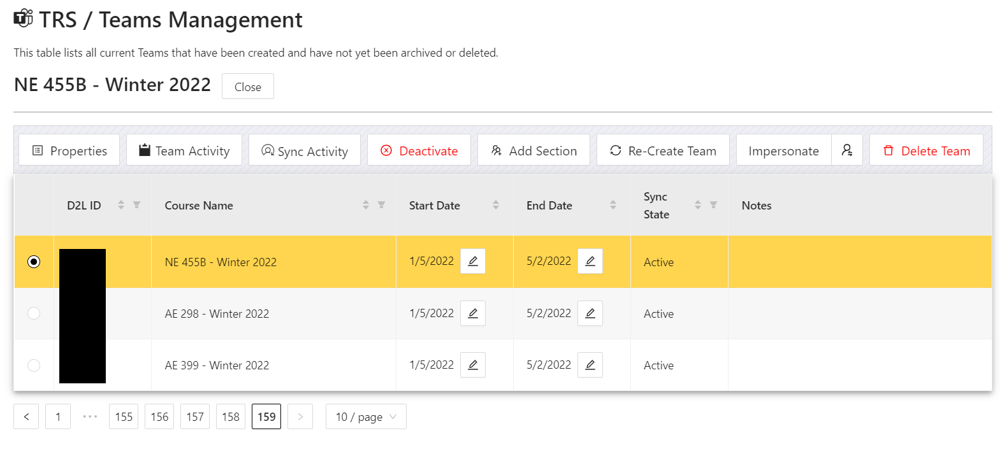 TRS / Teams Management
This table lists all current Teams that have been created and have not yet been archived or deleted.
NE 455B - Winter 2022 Close
Properties Team Activity Sync Activity Deactivate Add Section Re-Create Team Impersonate Delete Team
D2L ID Course Name Start Date End Date Sync State Notes
NE 455B - Winter 2022 1/5/2022 5/2/2022 Active
AE 298 - Winter 2022 1/5/2022 5/2/2022 Active
AE 399 - Winter 2022 1/5/2022 5/2/2022 Active
< 1 ••• 155 156 157 158 159 > 10 / page